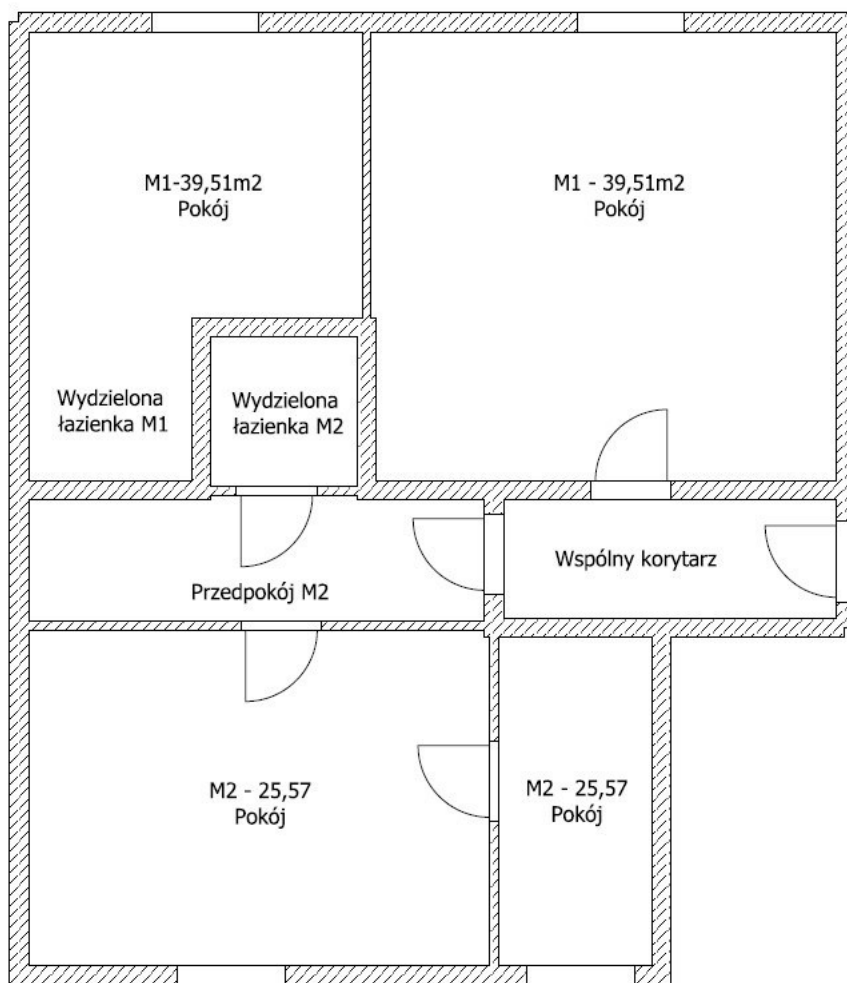 M1-39,51m2
Pokój
M1 - 39,51m2
Pokój
Wydzielona
łazienka M1
Wydzielona
łazienka M2
Wspólny korytarz
Przedpokój M2
M2 - 25,57
Pokój
M2 - 25,57
Pokój